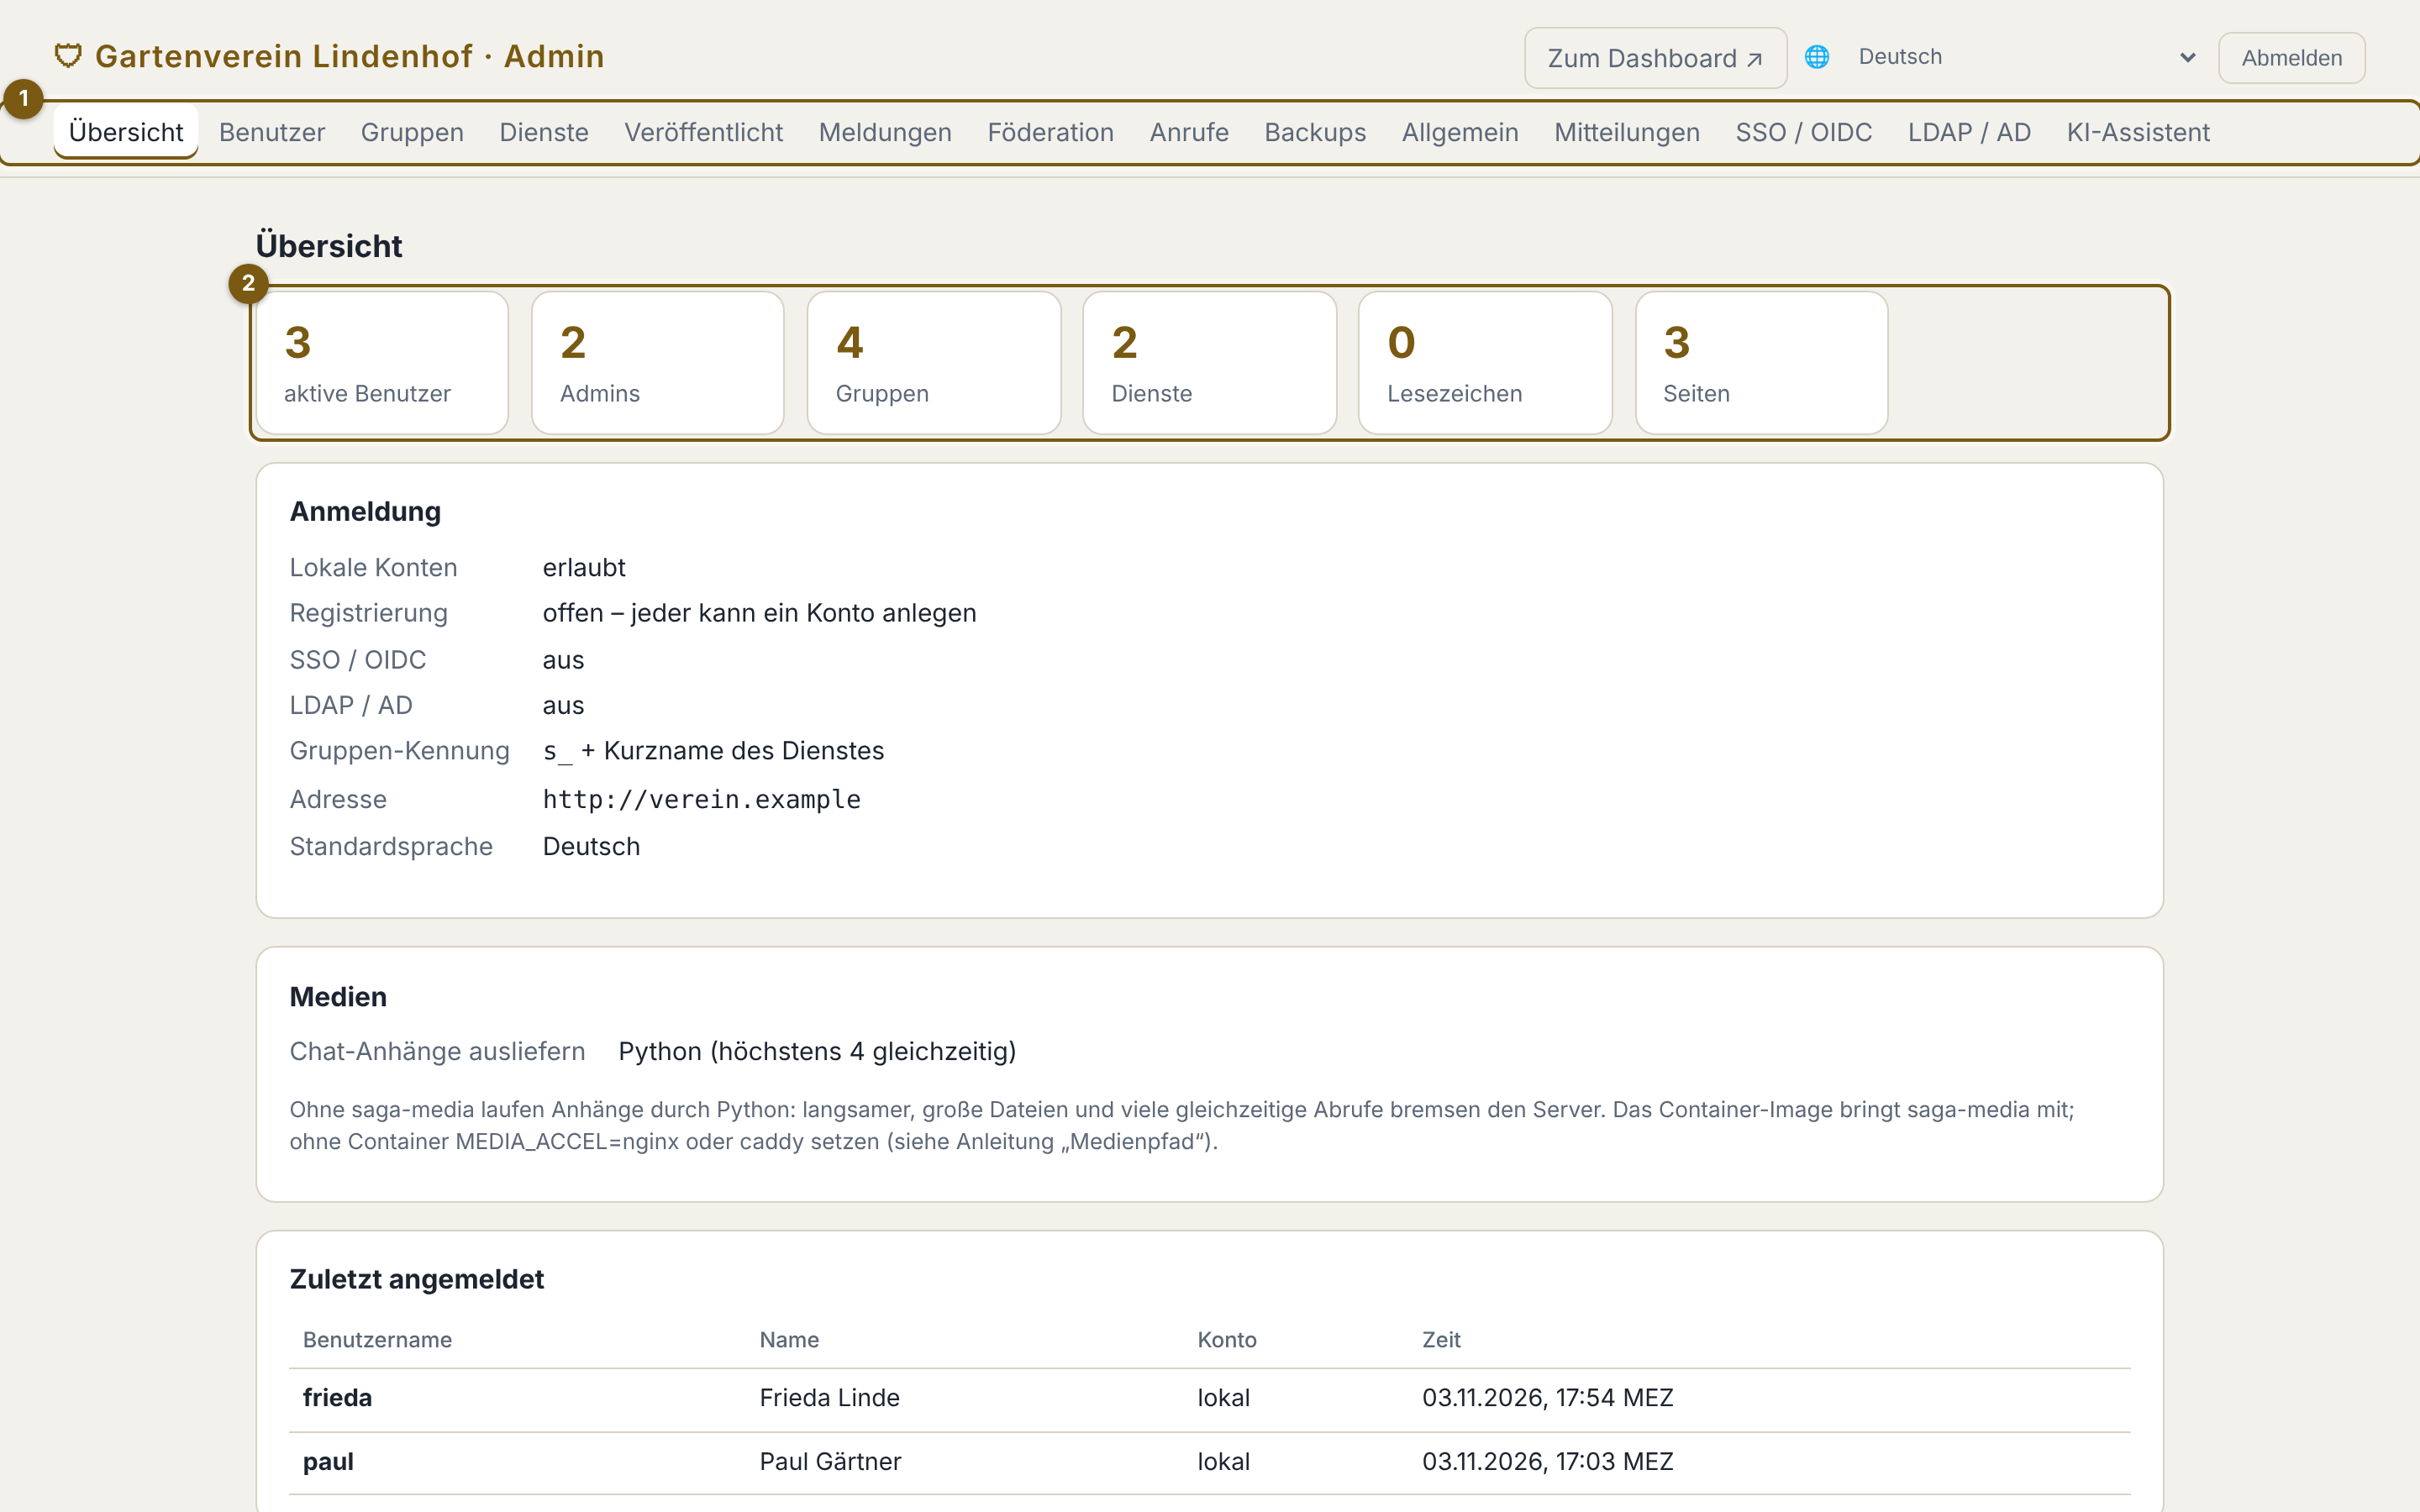 Gartenverein Lindenhof · Admin
Zum Dashboard ↗ Deutsch Abmelden
1
Übersicht Benutzer Gruppen Dienste Veröffentlicht Meldungen Föderation Anrufe Backups Allgemein Mitteilungen SSO / OIDC LDAP / AD KI-Assistent
Übersicht
2
3 2 4 2 0 3
aktive Benutzer Admins Gruppen Dienste Lesezeichen Seiten
Anmeldung
Lokale Konten erlaubt
Registrierung offen – jeder kann ein Konto anlegen
SSO / OIDC aus
LDAP / AD aus
Gruppen-Kennung s_ + Kurzname des Dienstes
Adresse http://verein.example
Standardsprache Deutsch
Medien
Chat-Anhänge ausliefern Python (höchstens 4 gleichzeitig)
Ohne saga-media laufen Anhänge durch Python: langsamer, große Dateien und viele gleichzeitige Abrufe bremsen den Server. Das Container-Image bringt saga-media mit;
ohne Container MEDIA_ACCEL=nginx oder caddy setzen (siehe Anleitung „Medienpfad“).
Zuletzt angemeldet
Benutzername Name Konto Zeit
frieda Frieda Linde lokal 03.11.2026, 17:54 MEZ
paul Paul Gärtner lokal 03.11.2026, 17:03 MEZ